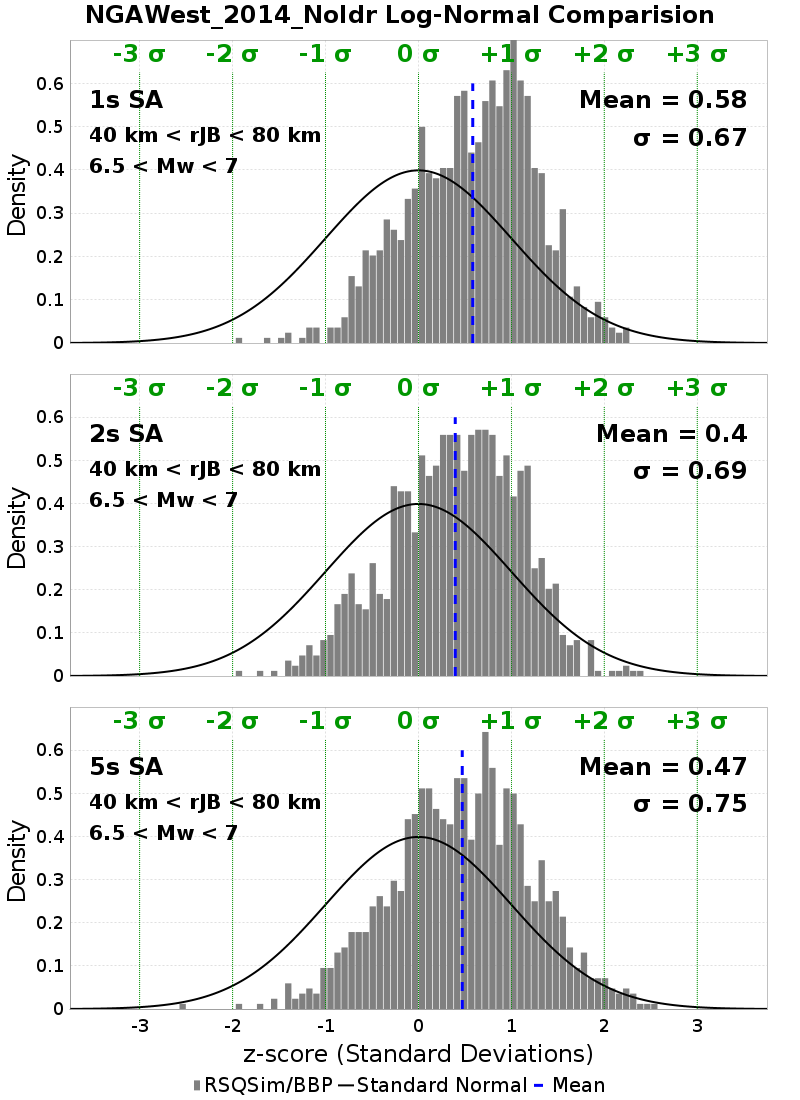 NGAWest_2014_NoIdr Log-Normal Comparision
-3 σ -2 σ -1 σ 0 σ +1 σ +2 σ +3 σ
1s SA Mean = 0.58
40 km < rJB < 80 km σ = 0.67
6.5 < Mw < 7
0.6
0.5
0.4
0.3
0.2
0.1
0
Density
-3 σ -2 σ -1 σ 0 σ +1 σ +2 σ +3 σ
2s SA Mean = 0.4
40 km < rJB < 80 km σ = 0.69
6.5 < Mw < 7
0.6
0.5
0.4
0.3
0.2
0.1
0
Density
-3 σ -2 σ -1 σ 0 σ +1 σ +2 σ +3 σ
5s SA Mean = 0.47
40 km < rJB < 80 km σ = 0.75
6.5 < Mw < 7
0.6
0.5
0.4
0.3
0.2
0.1
0
Density
-3 -2 -1 0 1 2 3
z-score (Standard Deviations)
RSQSim/BBP Standard Normal Mean